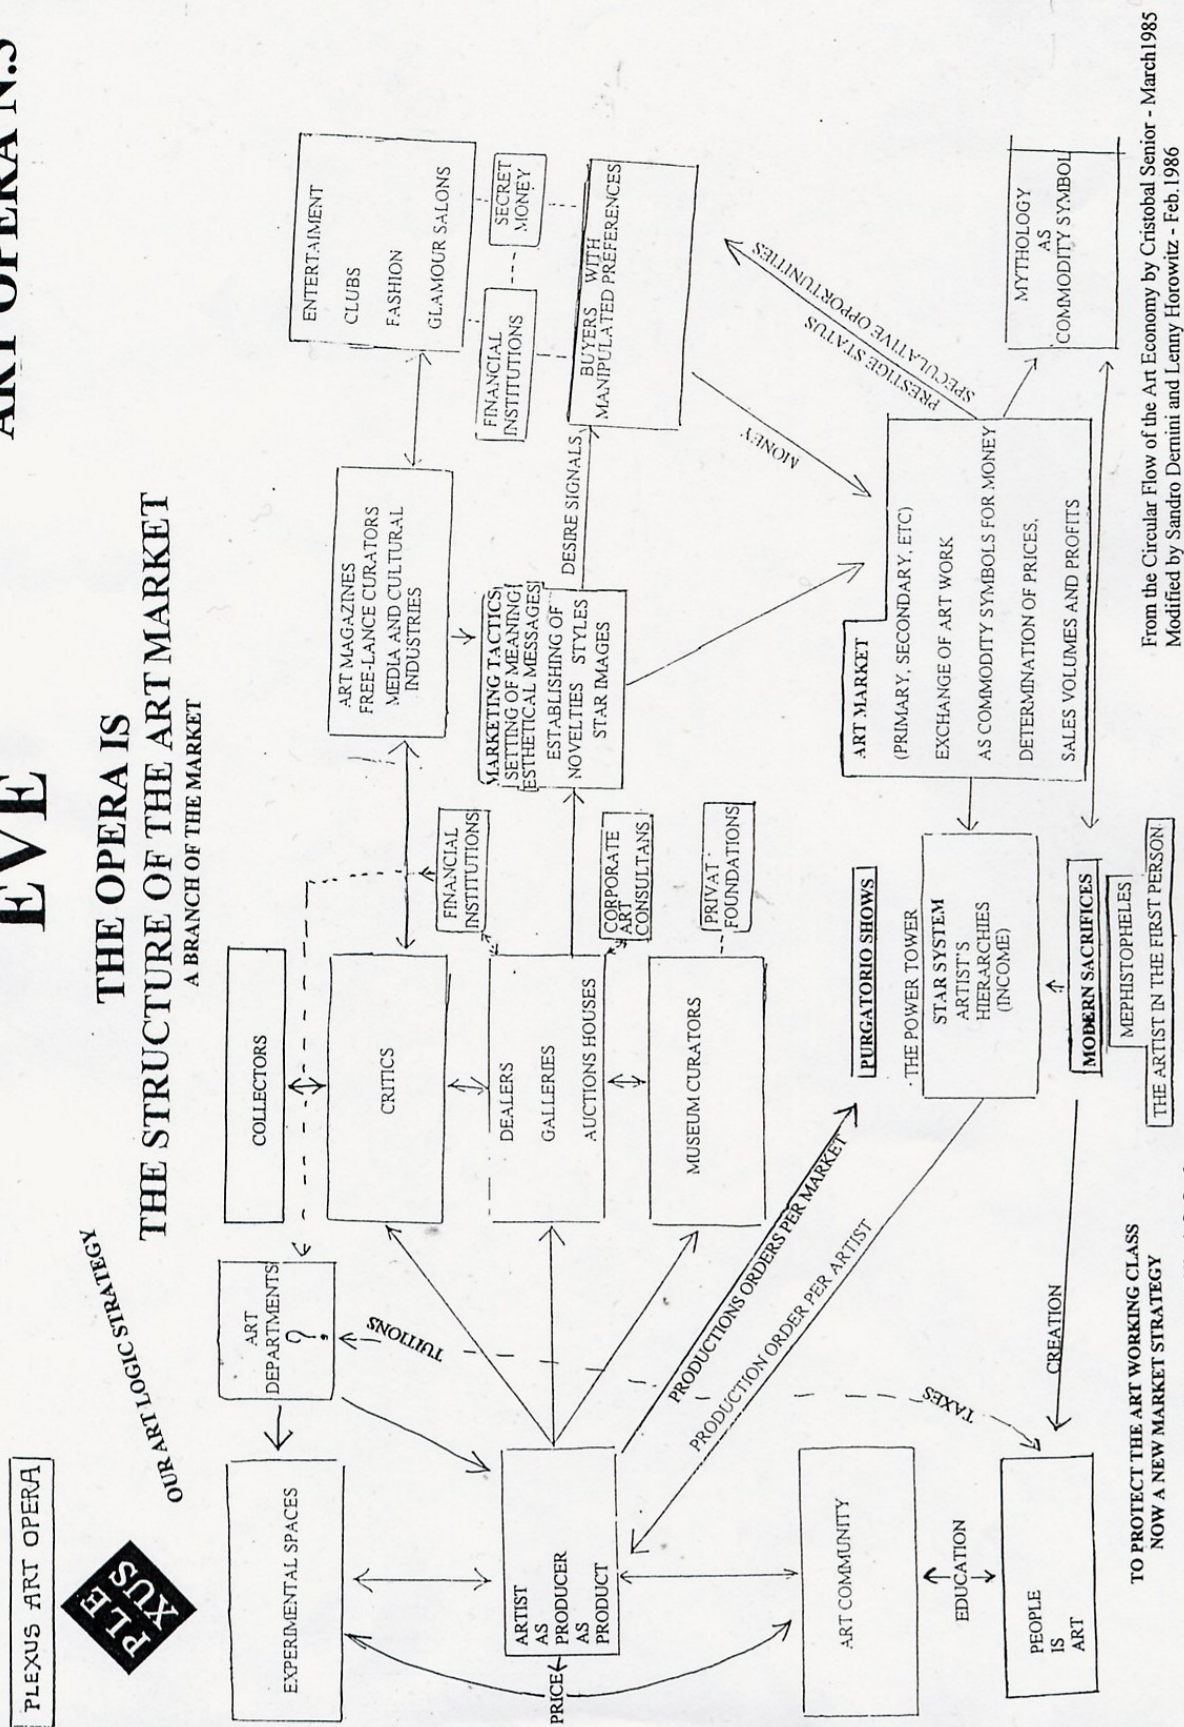 PLEXUS ART OPERA
EVE
ART OPERA N.3
PLE
XUS
OUR ART LOGIC STRATEGY
THE OPERA IS
THE STRUCTURE OF THE ART MARKET
A BRANCH OF THE MARKET
EXPERIMENTAL SPACES
ART
DEPARTMENTS
?
COLLECTORS
CRITICS
DEALERS
GALLERIES
AUCTIONS HOUSES
MUSEUM CURATORS
FINANCIAL
INSTITUTIONS
CORPORATE
ART
CONSULTANS
PRIVAT
FOUNDATIONS
ART MAGAZINES
FREE-LANCE CURATORS
MEDIA AND CULTURAL
INDUSTRIES
MARKETING TACTICS
SETTING OF MEANING
ESTHETICAL MESSAGES
ESTABLISHING OF
NOVELTIES STYLES
STAR IMAGES
DESIRE SIGNALS
ENTERTAIMENT
CLUBS
FASHION
GLAMOUR SALONS
FINANCIAL
INSTITUTIONS
SECRET
MONEY
BUYERS WITH
MANIPULATED PREFERENCES
MONEY
PRESTIGE STATUS
SPECULATIVE OPPORTUNITIES
TUITIONS
ARTIST
AS
PRODUCER
AS
PRODUCT
PRICE
PRODUCTIONS ORDERS PER MARKET
PRODUCTION ORDER PER ARTIST
TAXES
ART COMMUNITY
EDUCATION
PEOPLE
IS
ART
CREATION
PURGATORIO SHOWS
THE POWER TOWER
STAR SYSTEM
ARTIST'S
HIERARCHIES
(INCOME)
MODERN SACRIFICES
MEPHISTOPHELES
THE ARTIST IN THE FIRST PERSON
ART MARKET
(PRIMARY, SECONDARY, ETC)
EXCHANGE OF ART WORK
AS COMMODITY SYMBOLS FOR MONEY
DETERMINATION OF PRICES,
SALES VOLUMES AND PROFITS
MYTHOLOGY
AS
COMMODITY SYMBOL
TO PROTECT THE ART WORKING CLASS
NOW A NEW MARKET STRATEGY
From the Circular Flow of the Art Economy by Cristobal Senior - March1985
Modified by Sandro Dernini and Lenny Horowitz - Feb.1986